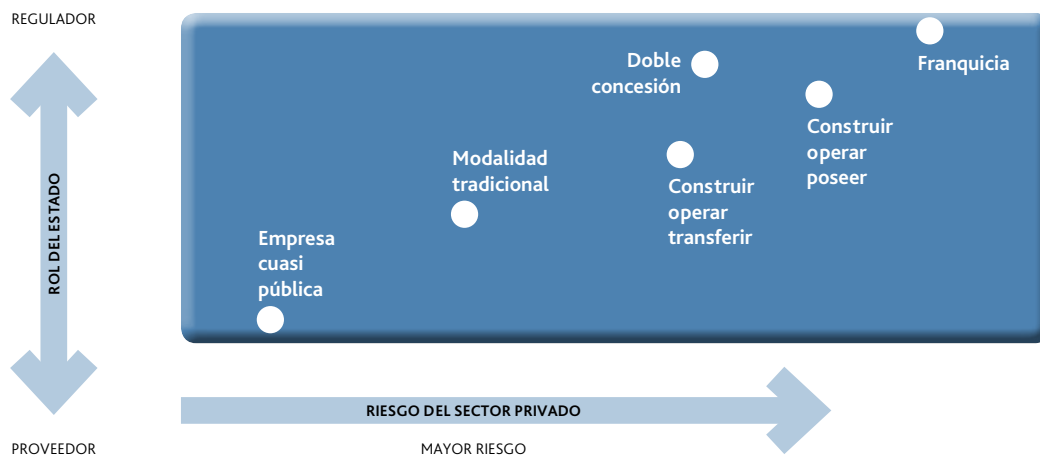 REGULADOR
ROL DEL ESTADO
PROVEEDOR
Franquicia
Doble
concesión
Construir
operar
poseer
Modalidad
tradicional
Construir
operar
transferir
Empresa
cuasi
pública
RIESGO DEL SECTOR PRIVADO
MAYOR RIESGO